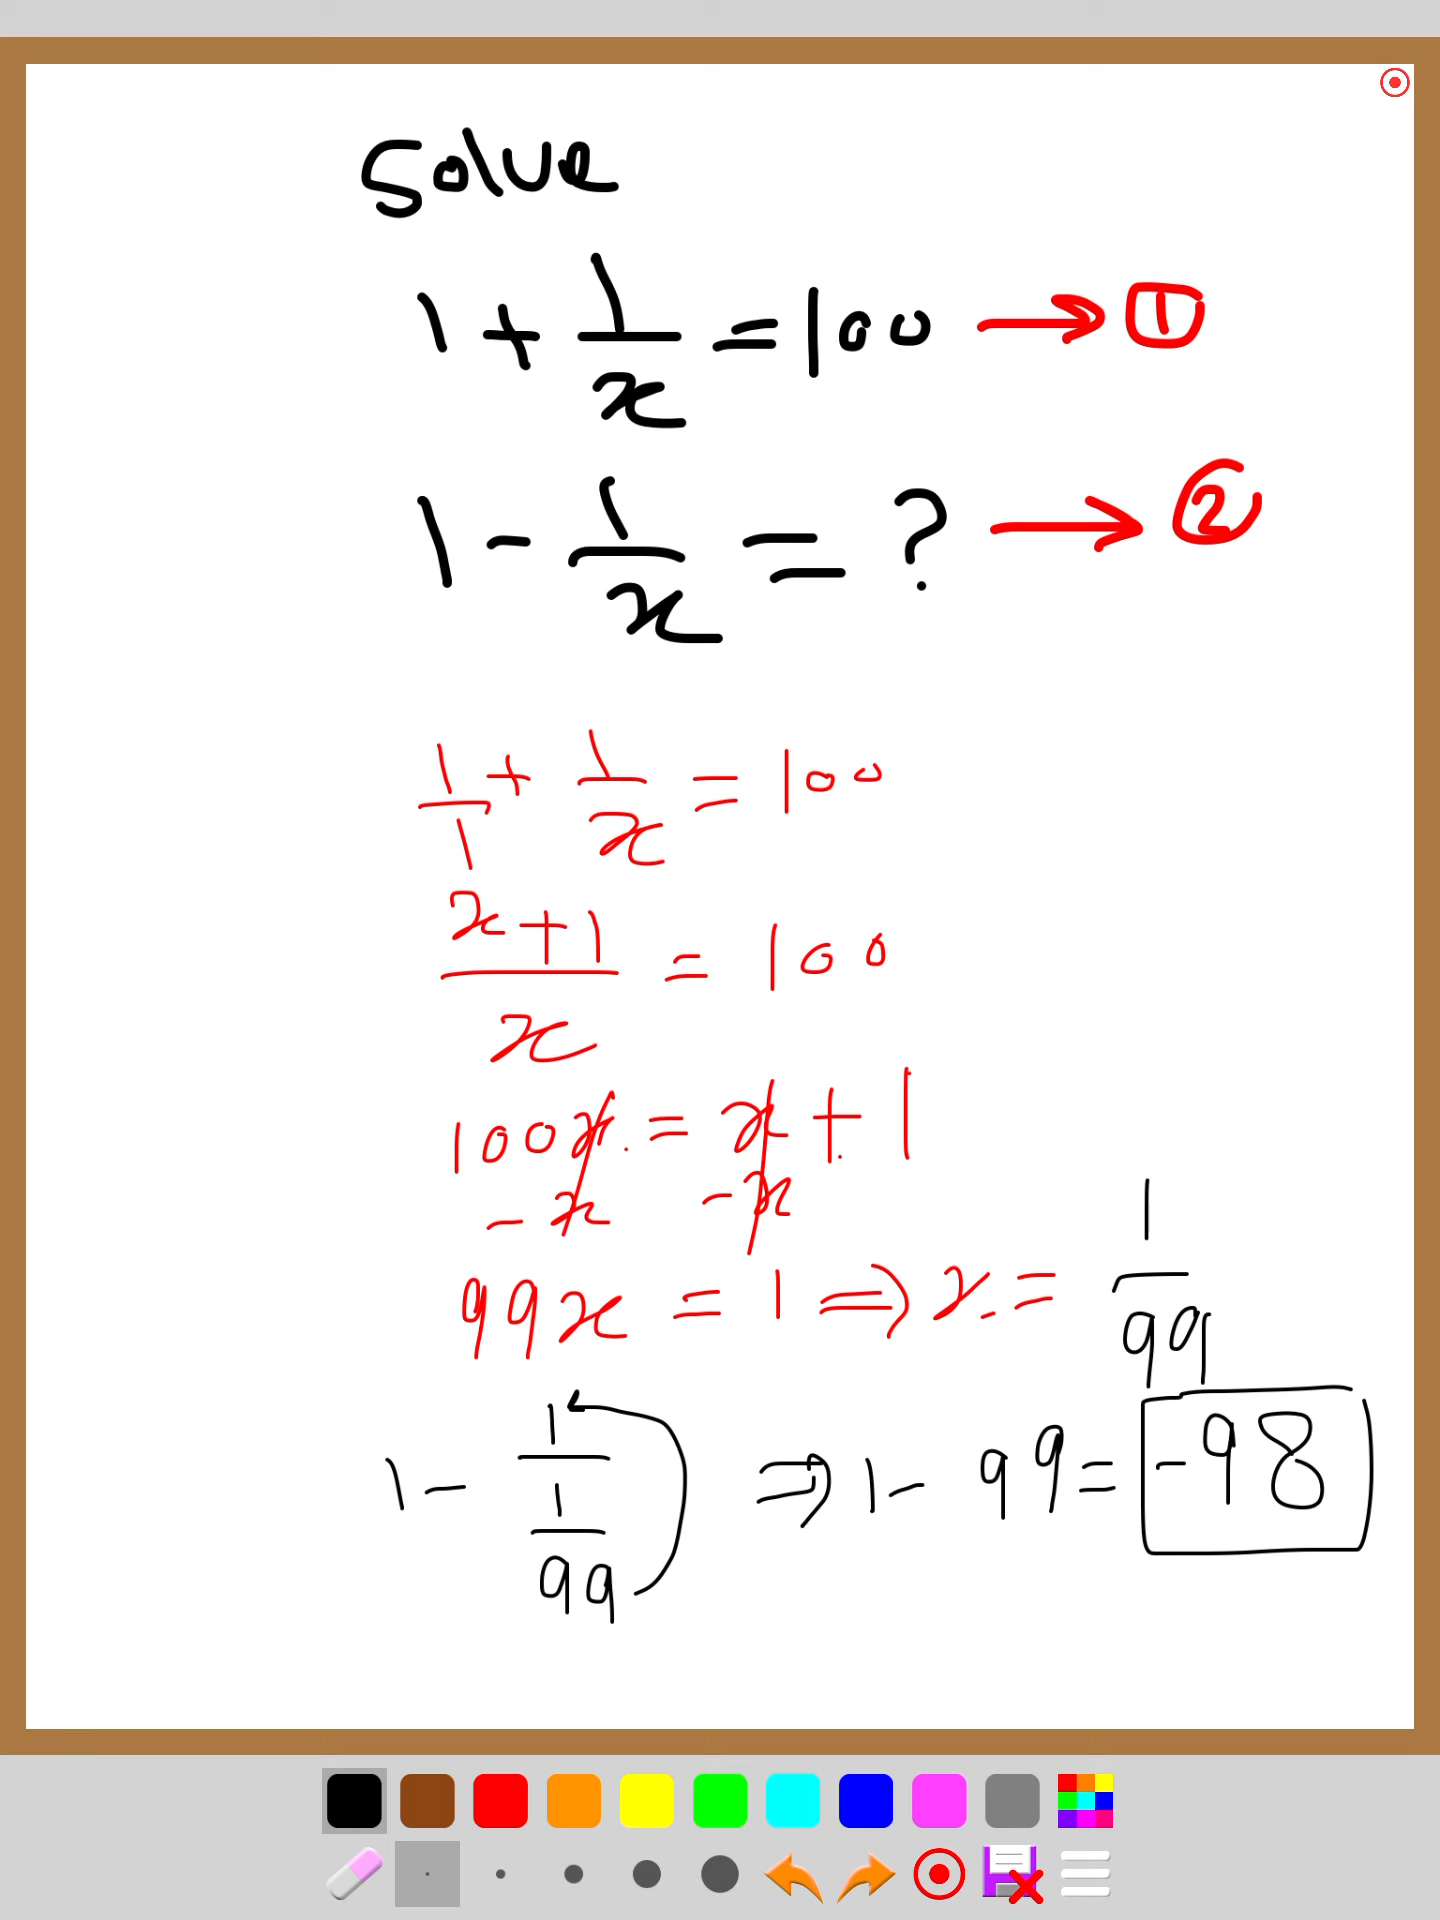 Solve
1 + 1/x = 100 → 1
1 - 1/x = ? → 2
1/1 + 1/x = 100
x+1/x = 100
100x = x + 1
-x -x
99x = 1 ⇒ x = 1/99
1 - 1/1/99 ⇒ 1 - 99 = -98